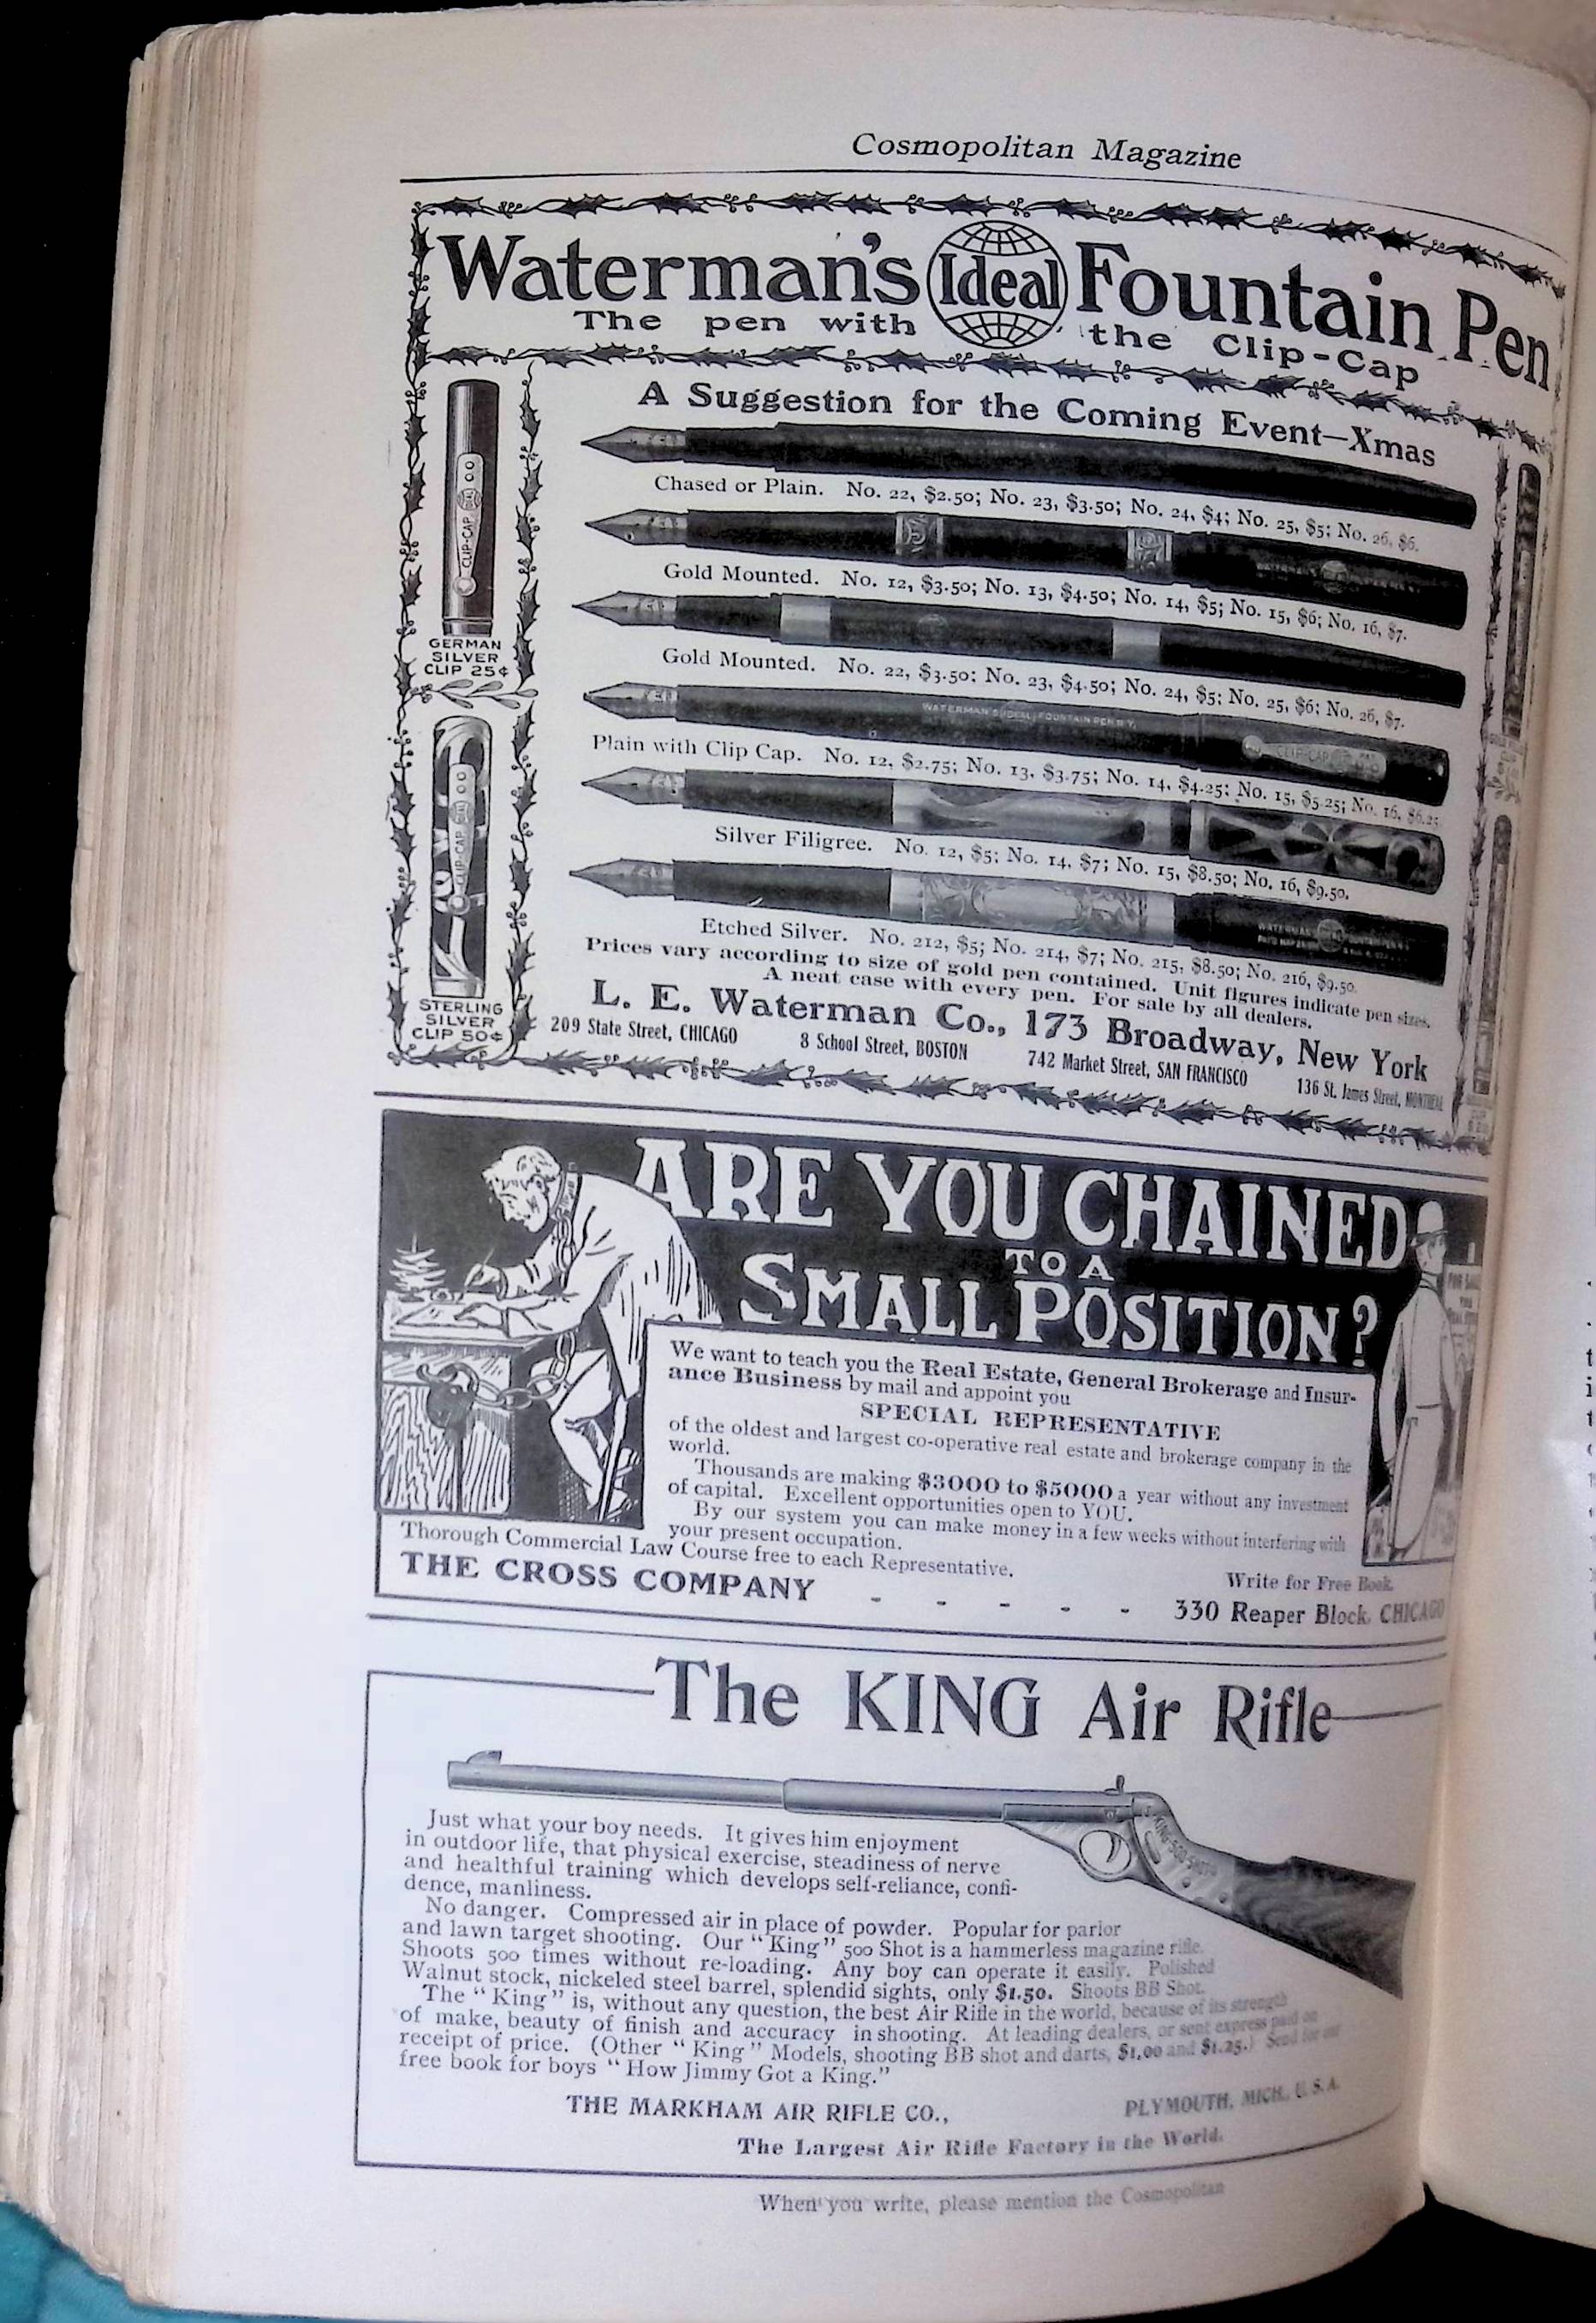 Cosmopolitan Magazine
Waterman's Ideal Fountain Pen
The pen with the Clip-Cap
A Suggestion for the Coming Event—Xmas
Chased or Plain. No. 22, $2.50; No. 23, $3.50; No. 24, $4; No. 25, $5; No. 26, $6.
Gold Mounted. No. 12, $3.50; No. 13, $4.50; No. 14, $5; No. 15, $6; No. 16, $7.
Gold Mounted. No. 22, $3.50; No. 23, $4.50; No. 24, $5; No. 25, $6; No. 26, $7.
WATERMAN'S IDEAL FOUNTAIN PEN N.Y.
CLIP-CAP
Plain with Clip Cap. No. 12, $2.75; No. 13, $3.75; No. 14, $4.25; No. 15, $5.25; No. 16, $6.25.
Silver Filigree. No. 12, $5; No. 14, $7; No. 15, $8.50; No. 16, $9.50.
Etched Silver. No. 212, $5; No. 214, $7; No. 215, $8.50; No. 216, $9.50.
CLIP-CAP
GERMAN
SILVER
CLIP 25¢
CLIP-CAP
STERLING
SILVER
CLIP 50¢
Prices vary according to size of gold pen contained. Unit figures indicate pen sizes.
A neat case with every pen. For sale by all dealers.
L. E. Waterman Co., 173 Broadway, New York
209 State Street, CHICAGO 8 School Street, BOSTON 742 Market Street, SAN FRANCISCO 136 St. James Street, MONTREAL
ARE YOU CHAINED
TO A
SMALL POSITION?
We want to teach you the Real Estate, General Brokerage and Insur-
ance Business by mail and appoint you
SPECIAL REPRESENTATIVE
of the oldest and largest co-operative real estate and brokerage company in the
world.
Thousands are making $3000 to $5000 a year without any investment
of capital. Excellent opportunities open to YOU.
By our system you can make money in a few weeks without interfering with
your present occupation.
Thorough Commercial Law Course free to each Representative.
Write for Free Book.
THE CROSS COMPANY - - - - - 330 Reaper Block, CHICAGO
The KING Air Rifle
KING 500 SHOT
Just what your boy needs. It gives him enjoyment
in outdoor life, that physical exercise, steadiness of nerve
and healthful training which develops self-reliance, confi-
dence, manliness.
No danger. Compressed air in place of powder. Popular for parlor
and lawn target shooting. Our "King" 500 Shot is a hammerless magazine rifle.
Shoots 500 times without re-loading. Any boy can operate it easily. Polished
Walnut stock, nickeled steel barrel, splendid sights, only $1.50. Shoots BB Shot.
The "King" is, without any question, the best Air Rifle in the world, because of its strength
of make, beauty of finish and accuracy in shooting. At leading dealers, or sent express paid on
receipt of price. (Other "King" Models, shooting BB shot and darts, $1.00 and $1.25.) Send for our
free book for boys "How Jimmy Got a King."
THE MARKHAM AIR RIFLE CO., PLYMOUTH, MICH., U. S. A.
The Largest Air Rifle Factory in the World.
When you write, please mention the Cosmopolitan